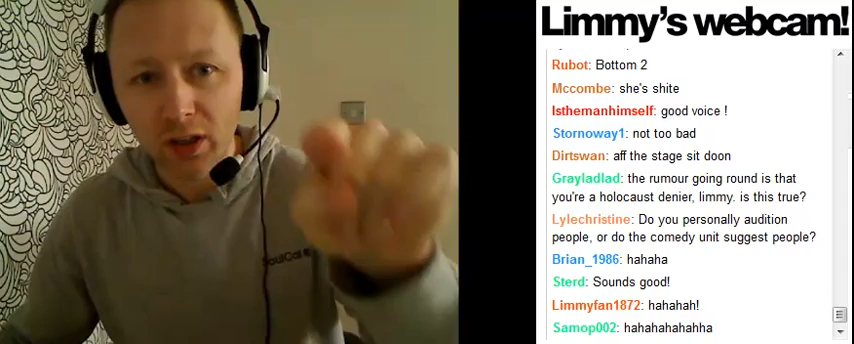 Limmy's webcam!
Rubot: Bottom 2
Mccombe: she's shite
Isthemanhimself: good voice !
Stornoway1: not too bad
Dirtswan: aff the stage sit doon
Grayladlad: the rumour going round is that
you're a holocaust denier, limmy. is this true?
Lylechristine: Do you personally audition
people, or do the comedy unit suggest people?
Brian_1986: hahaha
Sterd: Sounds good!
Limmyfan1872: hahahah!
Samop002: hahahahahahha
SoulCal